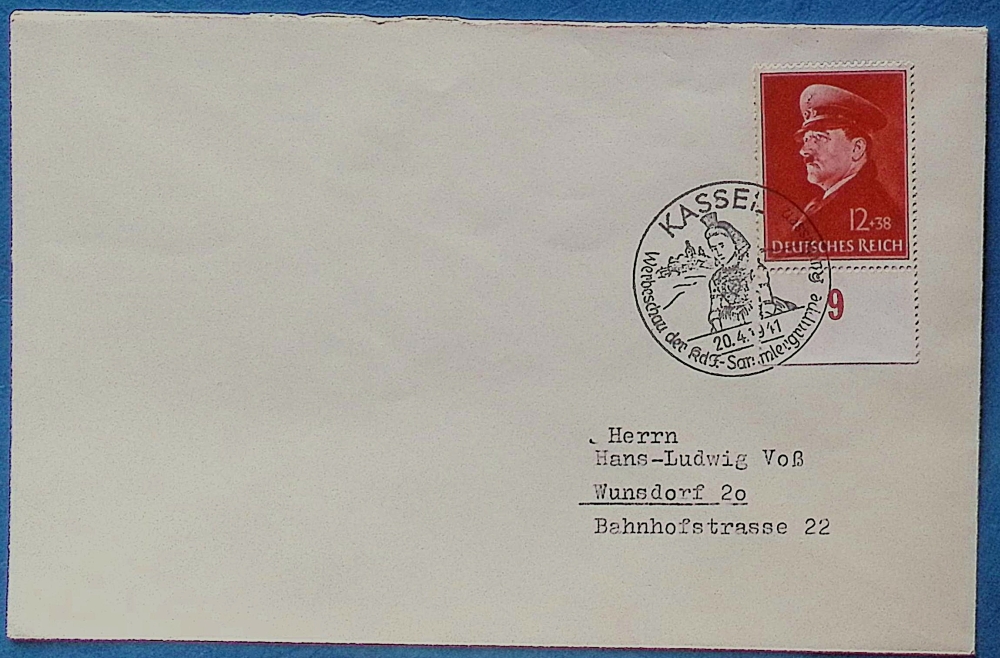 12+38
DEUTSCHES REICH
9
KASSEL
Werbeschau der KdF.-Sammlergruppe
20.4.1941
Herrn
Hans-Ludwig Voß
Wunsdorf 2o
Bahnhofstrasse 22